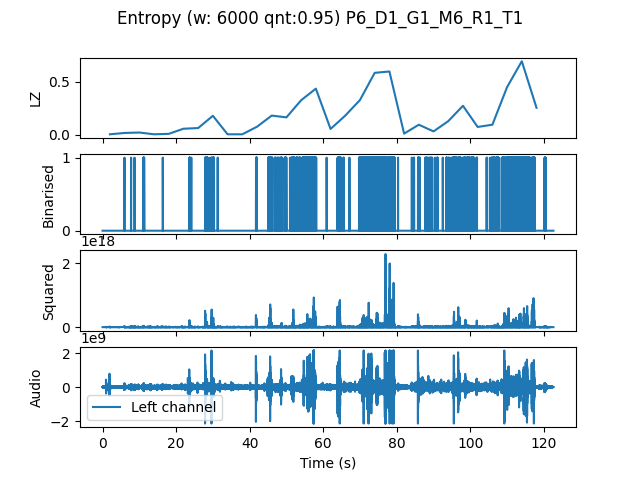 Entropy (w: 6000 qnt:0.95) P6_D1_G1_M6_R1_T1
LZ
0.5
0.0
Binarised
1
0
1e18
Squared
2
0
1e9
Audio
2
0
−2
Left channel
0 20 40 60 80 100 120
Time (s)